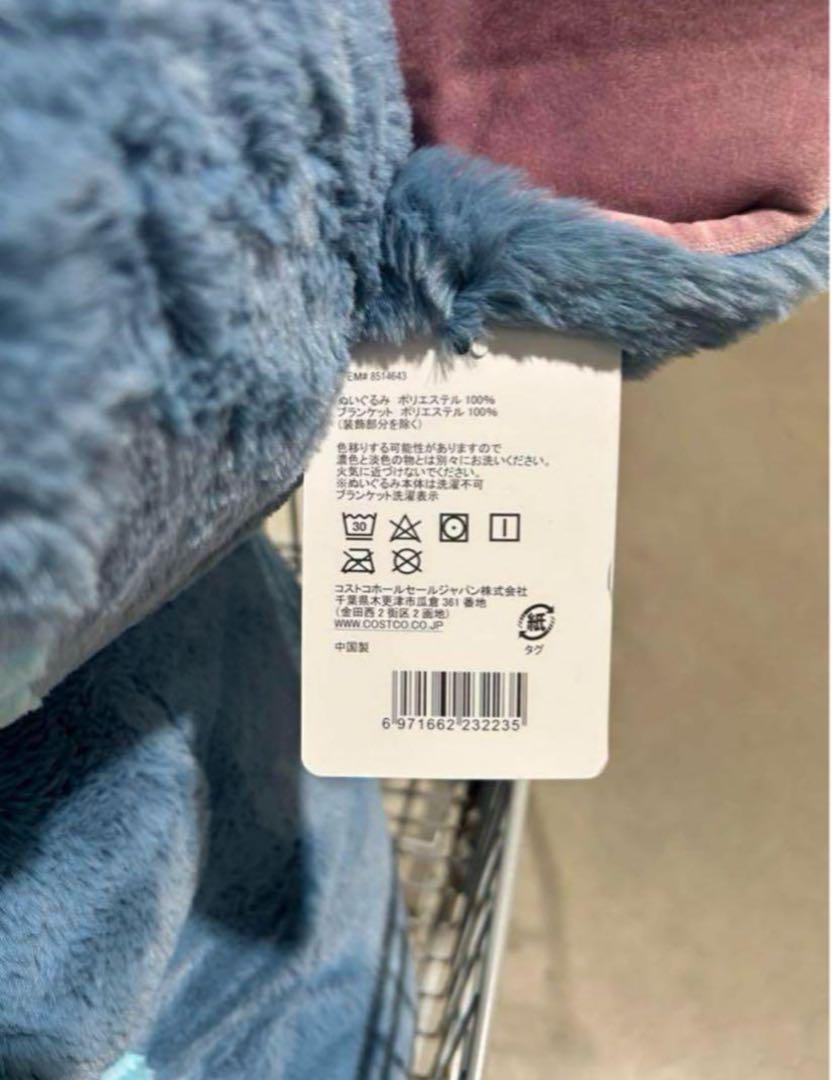 EM# 8514643
ぬいぐるみ ポリエステル 100%
ブランケット ポリエステル 100%
(装飾部分を除く)
色移りする可能性がありますので
濃色と淡色の物とは別々にお洗いください。
火気に近づけないでください。
※ぬいぐるみ本体は洗濯不可
ブランケット洗濯表示
30
コストコホールセールジャパン株式会社
千葉県木更津市瓜倉 361 番地
(金田西 2 街区 2 画地)
WWW.COSTCO.CO.JP
紙
タグ
中国製
6 971662 232235